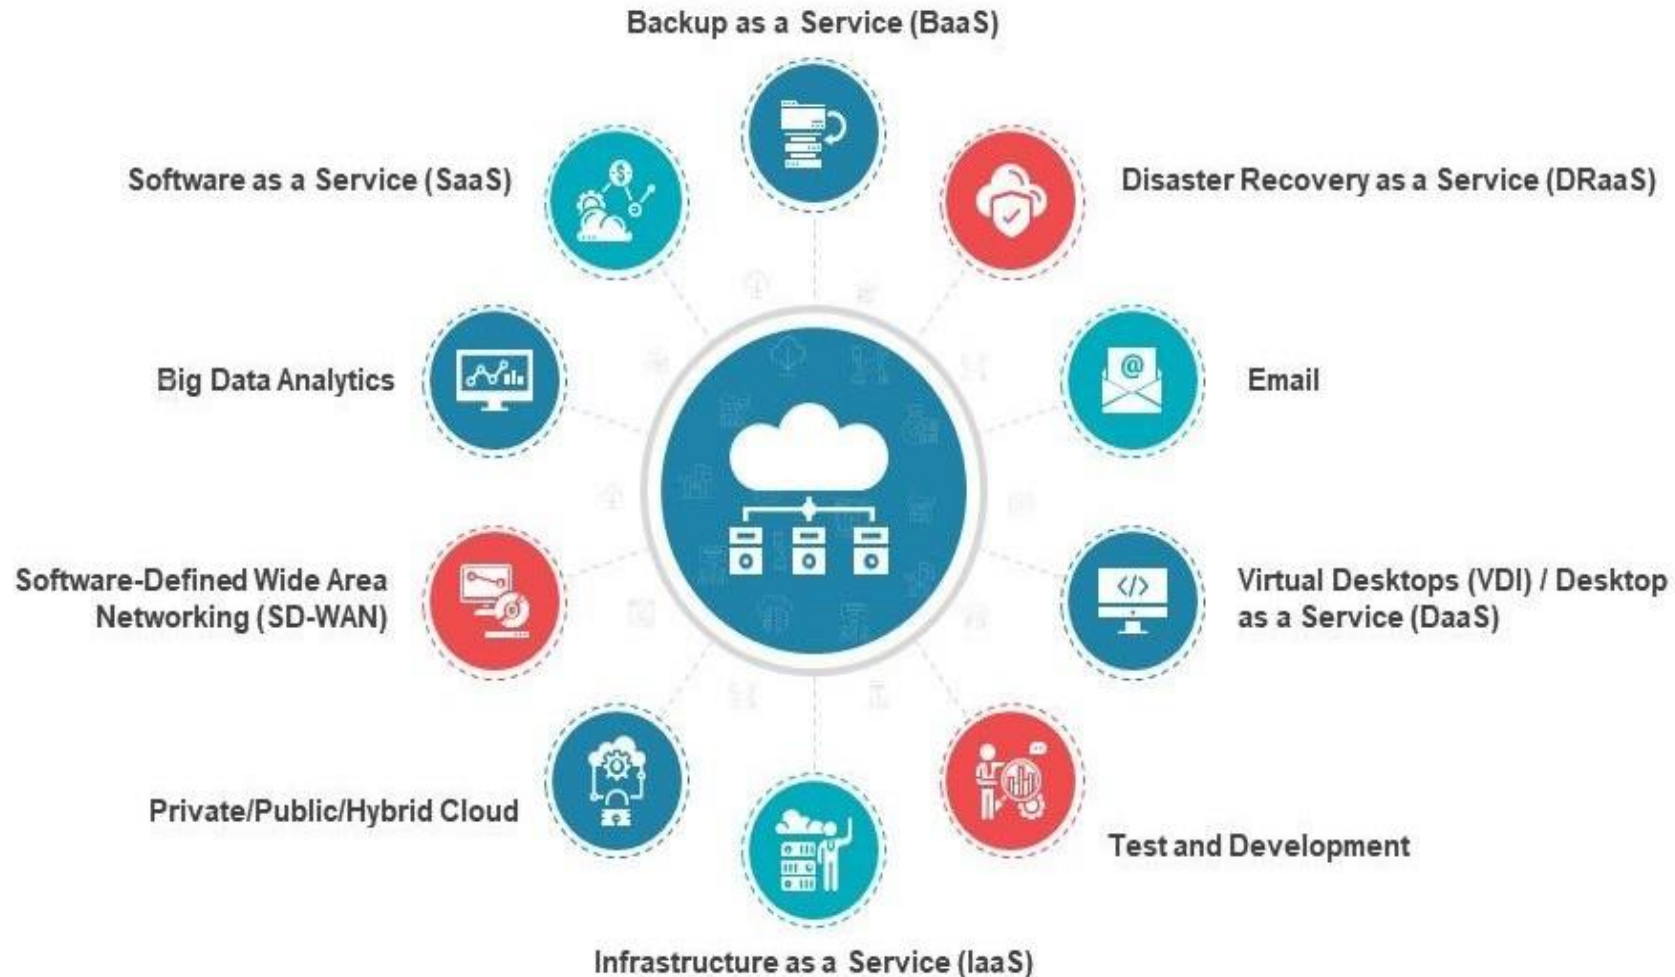 Backup as a Service (BaaS)
Software as a Service (SaaS)
Disaster Recovery as a Service (DRaaS)
Big Data Analytics
@
Email
Software-Defined Wide Area
Networking (SD-WAN)
</>
Virtual Desktops (VDI) / Desktop
as a Service (DaaS)
Private/Public/Hybrid Cloud
Test and Development
Infrastructure as a Service (IaaS)